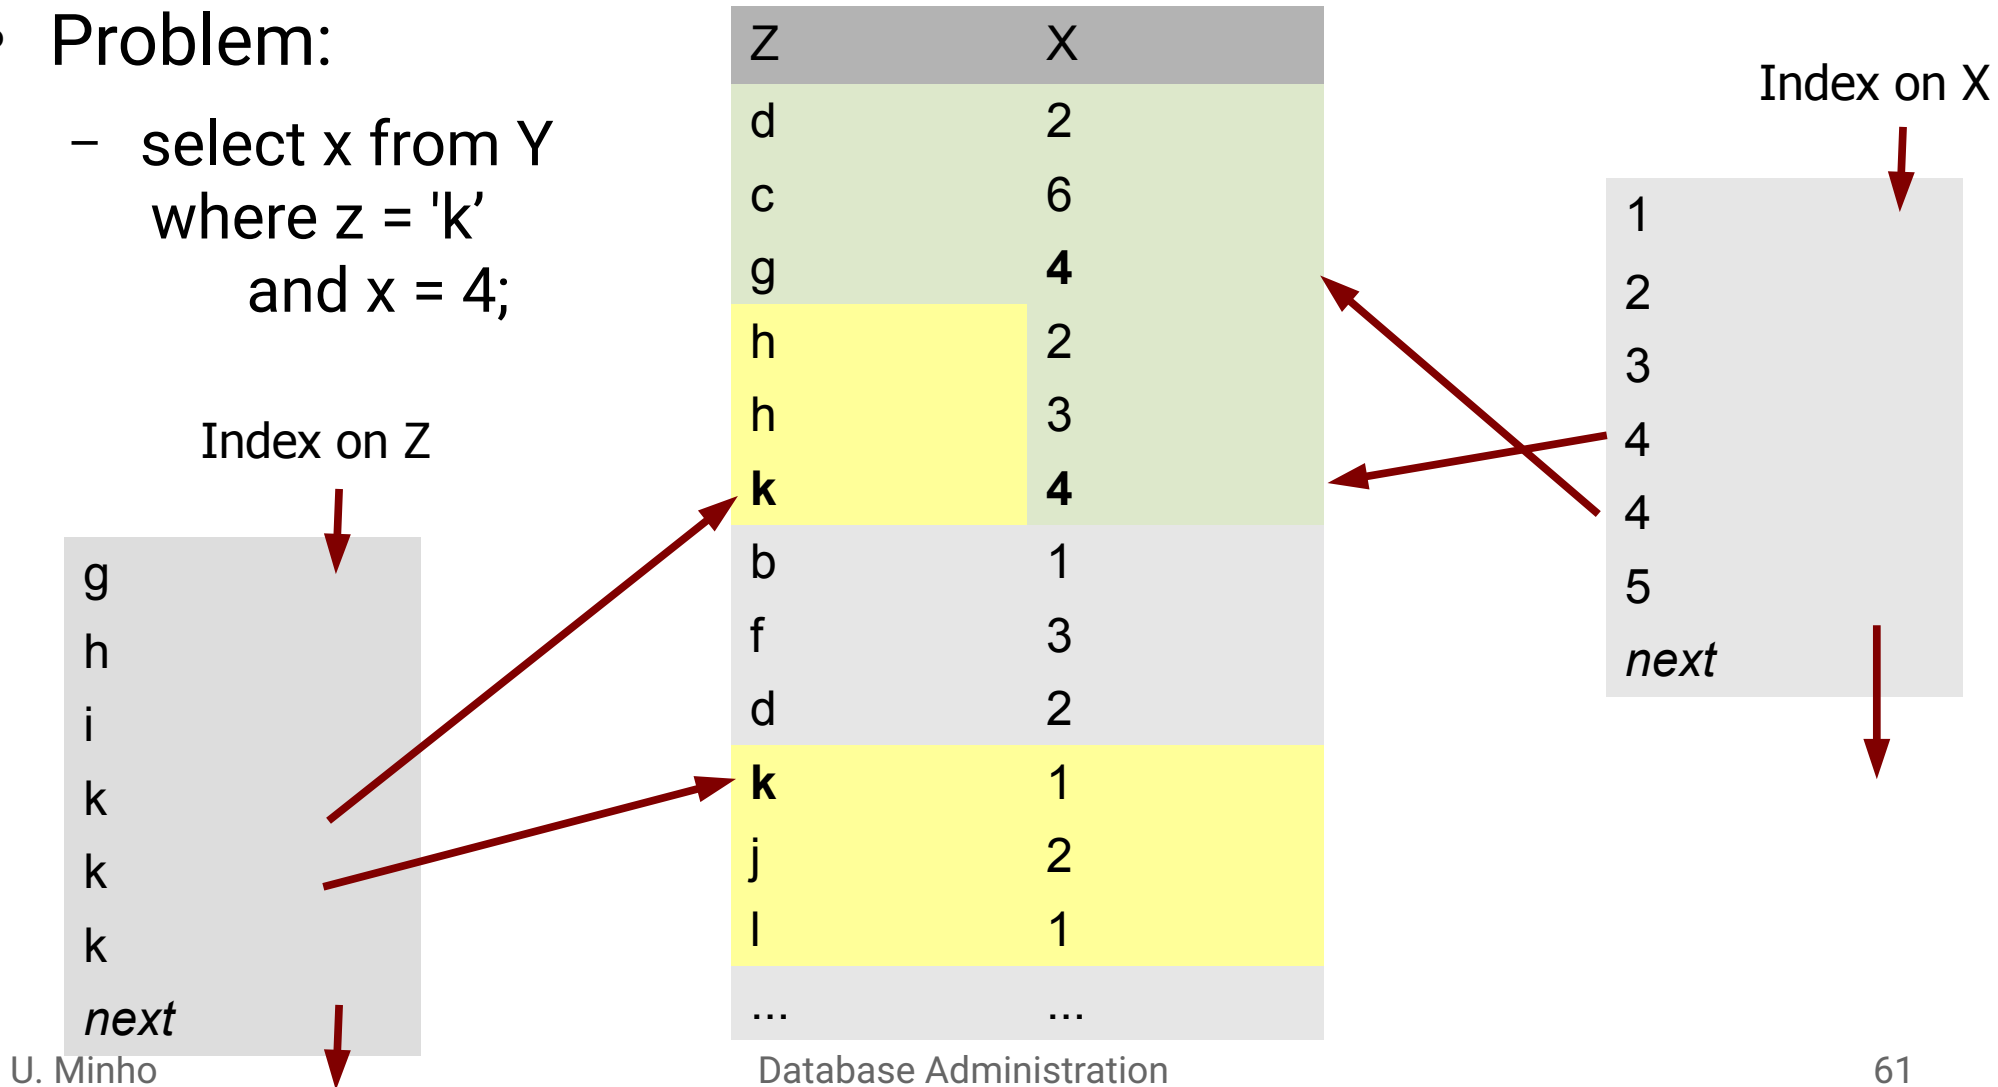 • Problem:
– select x from Y
where z = 'k’
and x = 4;
Index on Z
g
h
i
k
k
k
next
Z X
d 2
c 6
g 4
h 2
h 3
k 4
b 1
f 3
d 2
k 1
j 2
l 1
... ...
Index on X
1
2
3
4
4
5
next
U. Minho
Database Administration
61